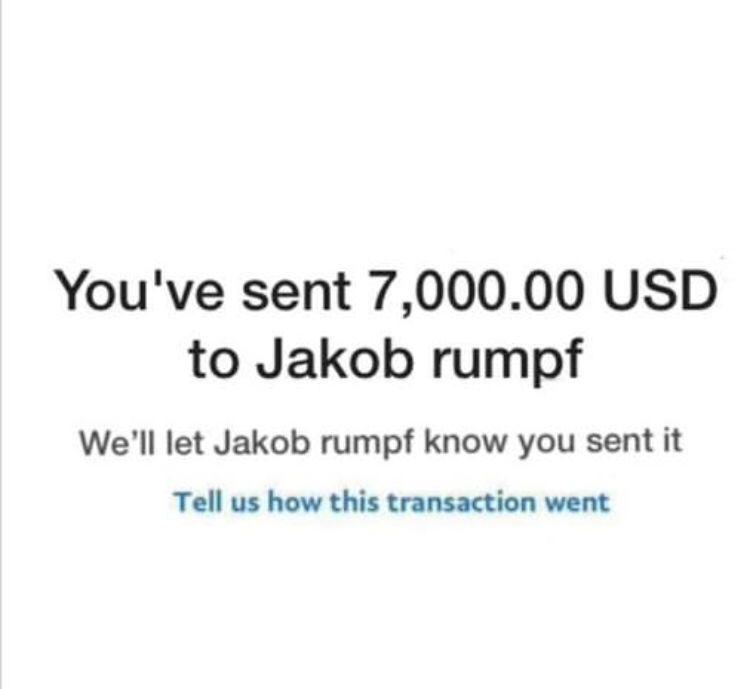 You've sent 7,000.00 USD
to Jakob rumpf
We'll let Jakob rumpf know you sent it
Tell us how this transaction went